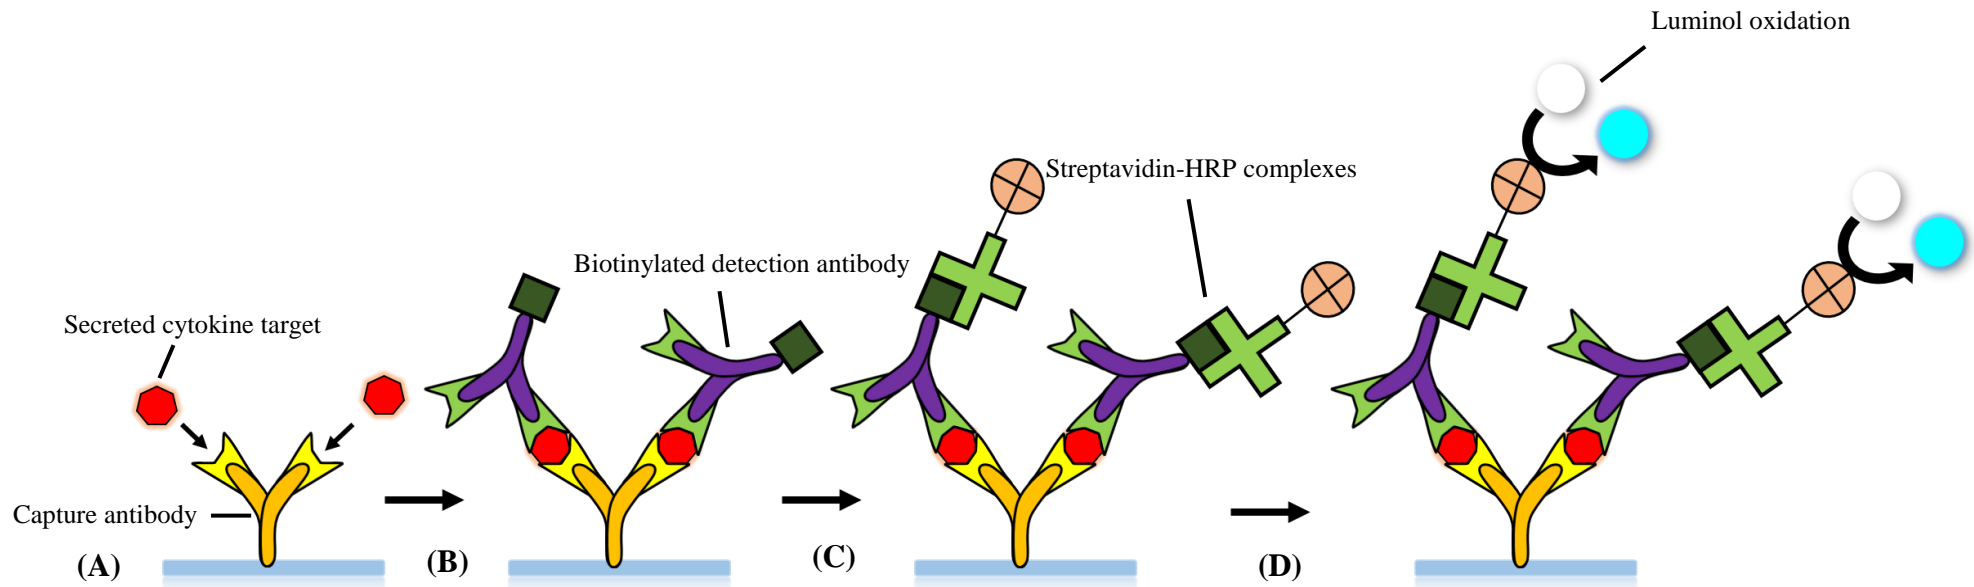 Luminol oxidation
Streptavidin-HRP complexes
Biotinylated detection antibody
Secreted cytokine target
Capture antibody
(A)
(B)
(C)
(D)